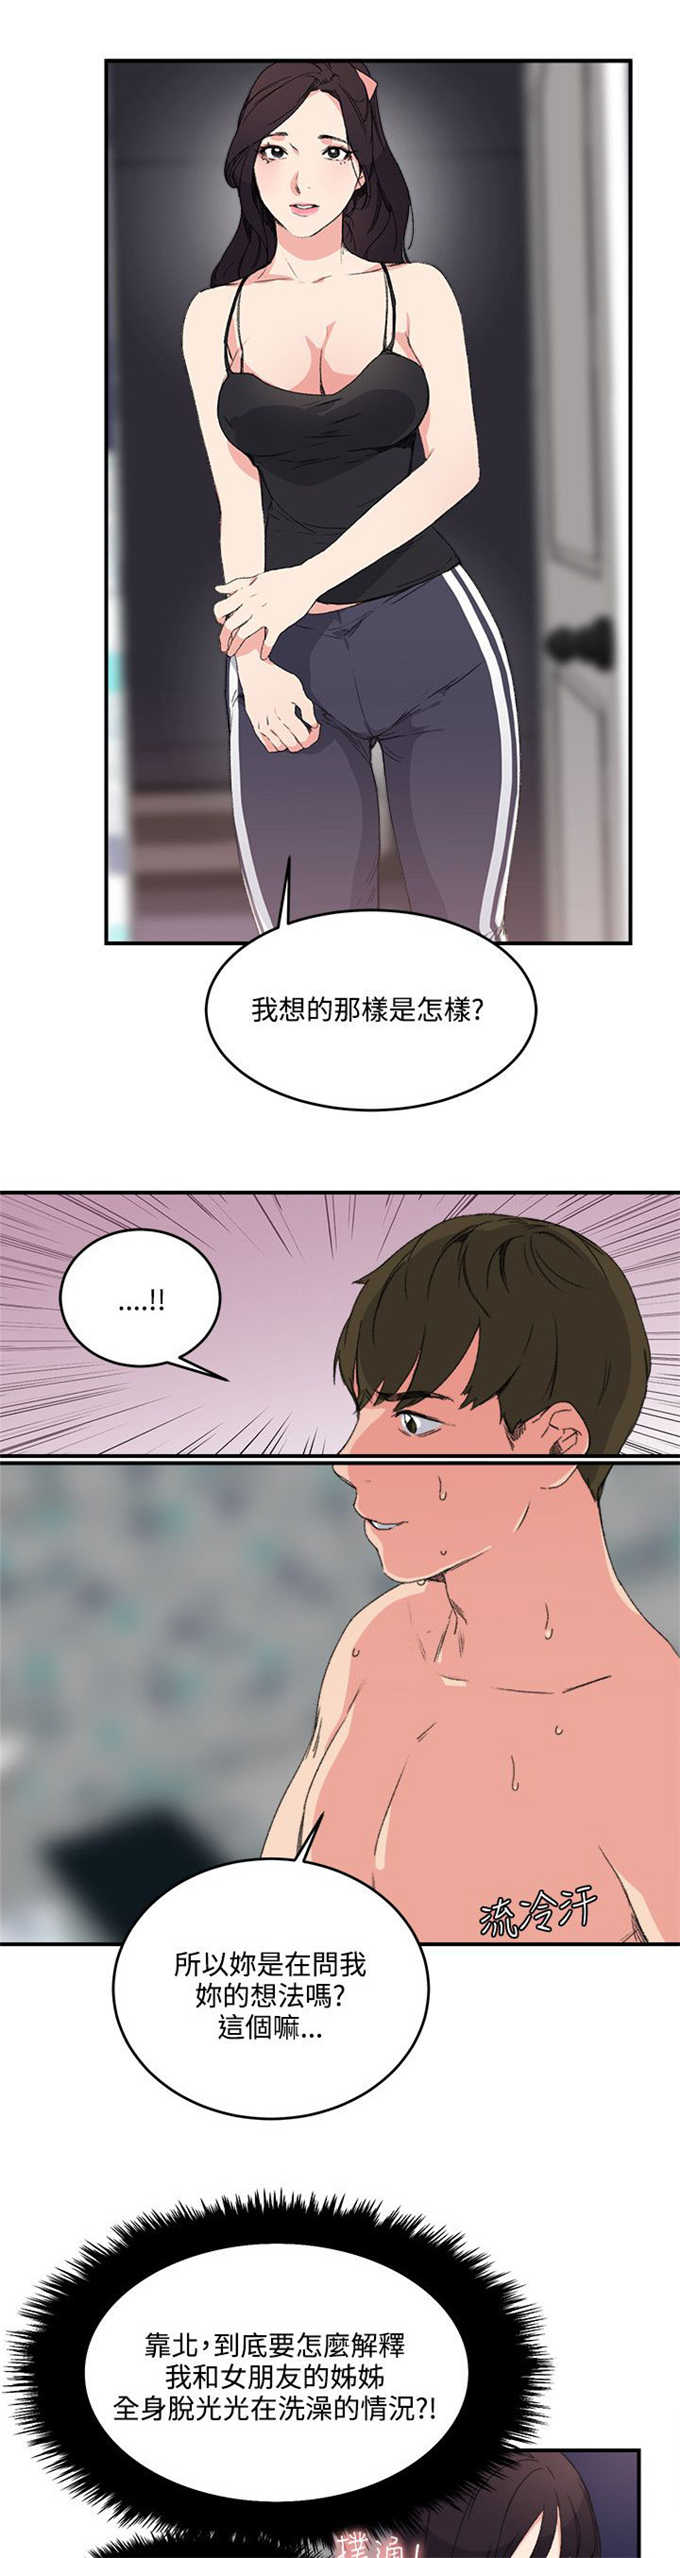 我想的那樣是怎樣?
....!!
流冷汗
所以妳是在問我
妳的想法嗎?
這個嘛...
靠北,到底要怎麼解釋
我和女朋友的姊姊
全身脫光光在洗澡的情況?!
撲通!